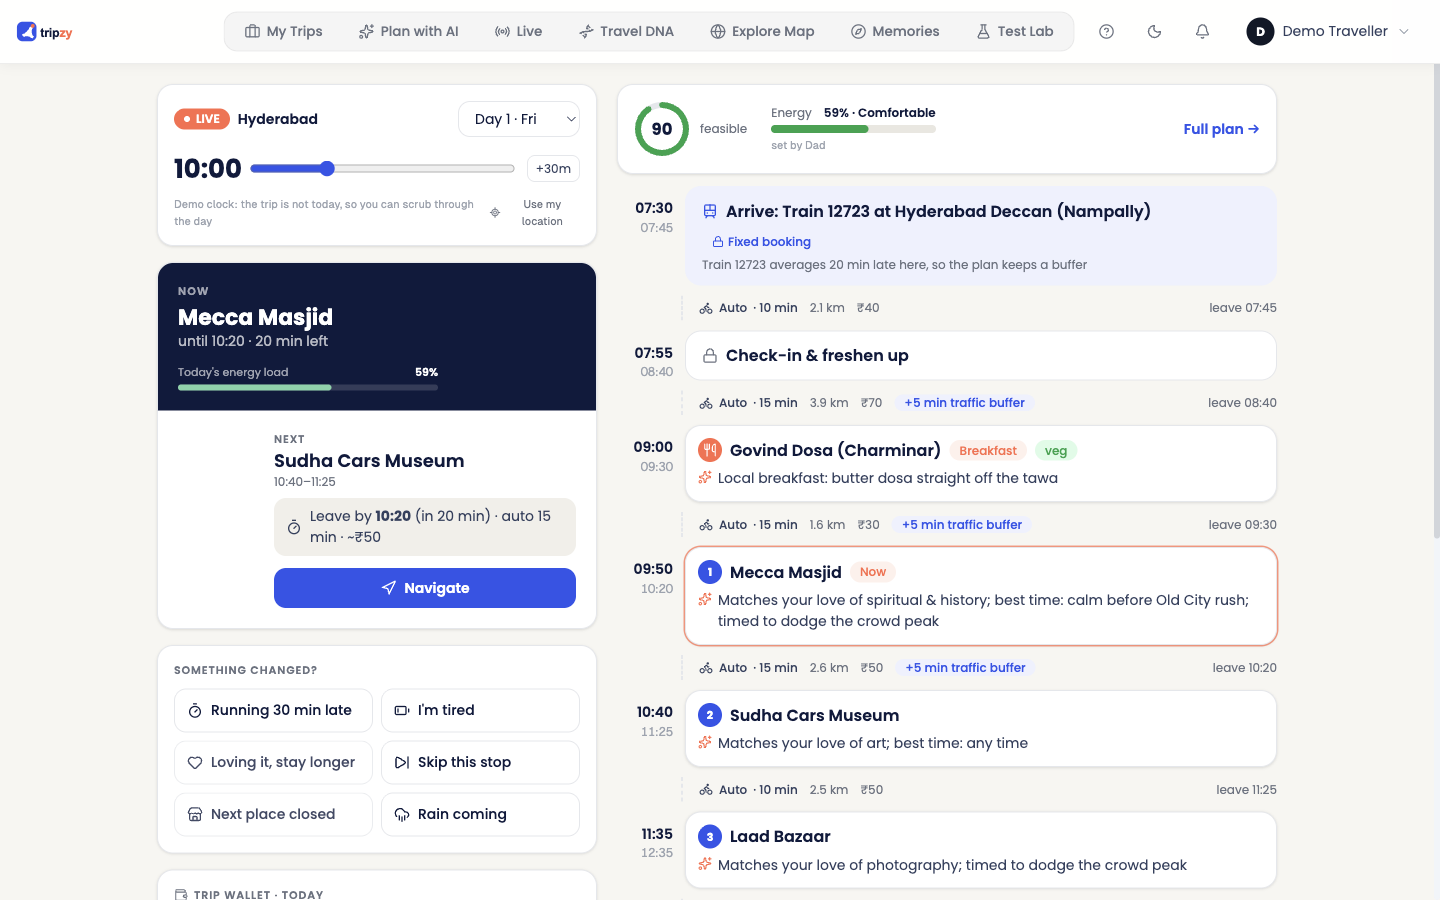 tripzy
My Trips
Plan with AI
Live
Travel DNA
Explore Map
Memories
Test Lab
D
Demo Traveller
LIVE
Hyderabad
Day 1 · Fri
10:00
+30m
Demo clock: the trip is not today, so you can scrub through
the day
Use my
location
NOW
Mecca Masjid
until 10:20 · 20 min left
Today's energy load
59%
NEXT
Sudha Cars Museum
10:40–11:25
Leave by 10:20 (in 20 min) · auto 15
min · ~₹50
Navigate
SOMETHING CHANGED?
Running 30 min late
I'm tired
Loving it, stay longer
Skip this stop
Next place closed
Rain coming
TRIP WALLET · TODAY
90
feasible
Energy
59% · Comfortable
set by Dad
Full plan →
07:30
07:45
Arrive: Train 12723 at Hyderabad Deccan (Nampally)
Fixed booking
Train 12723 averages 20 min late here, so the plan keeps a buffer
Auto · 10 min 2.1 km ₹40 leave 07:45
07:55
08:40
Check-in & freshen up
Auto · 15 min 3.9 km ₹70 +5 min traffic buffer leave 08:40
09:00
09:30
Govind Dosa (Charminar) Breakfast veg
Local breakfast: butter dosa straight off the tawa
Auto · 15 min 1.6 km ₹30 +5 min traffic buffer leave 09:30
09:50
10:20
1 Mecca Masjid Now
Matches your love of spiritual & history; best time: calm before Old City rush;
timed to dodge the crowd peak
Auto · 15 min 2.6 km ₹50 +5 min traffic buffer leave 10:20
10:40
11:25
2 Sudha Cars Museum
Matches your love of art; best time: any time
Auto · 10 min 2.5 km ₹50 leave 11:25
11:35
12:35
3 Laad Bazaar
Matches your love of photography; timed to dodge the crowd peak